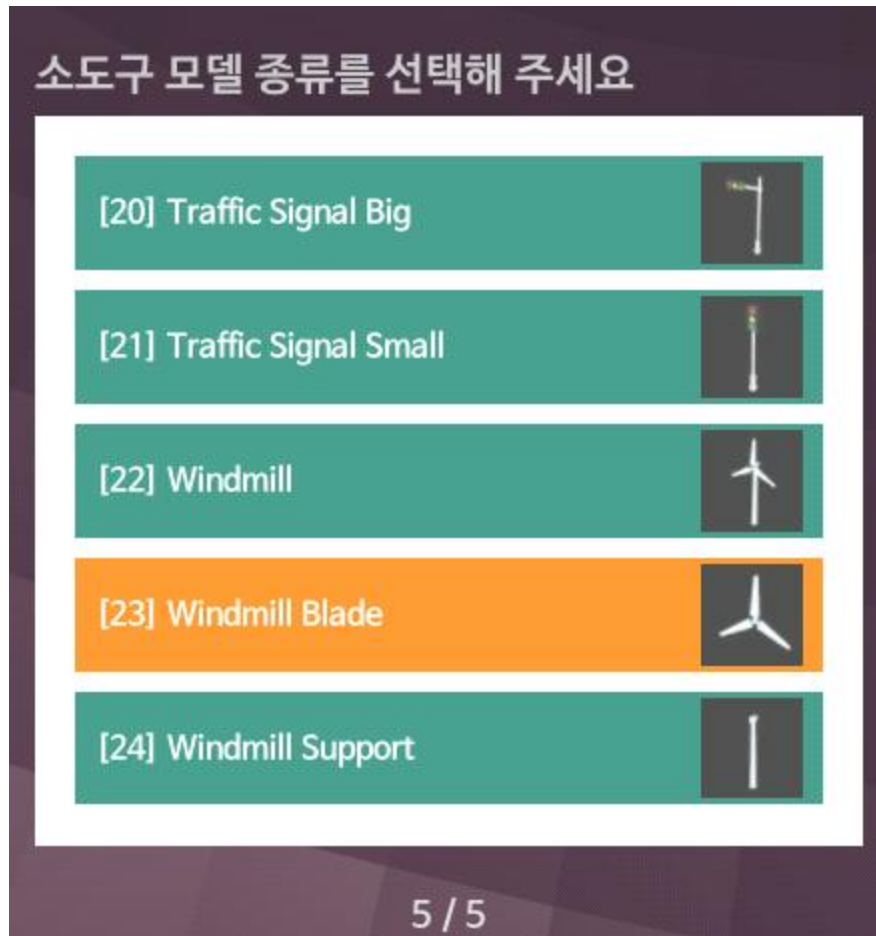 소도구 모델 종류를 선택해 주세요
[20] Traffic Signal Big
[21] Traffic Signal Small
[22] Windmill
[23] Windmill Blade
[24] Windmill Support
5 / 5